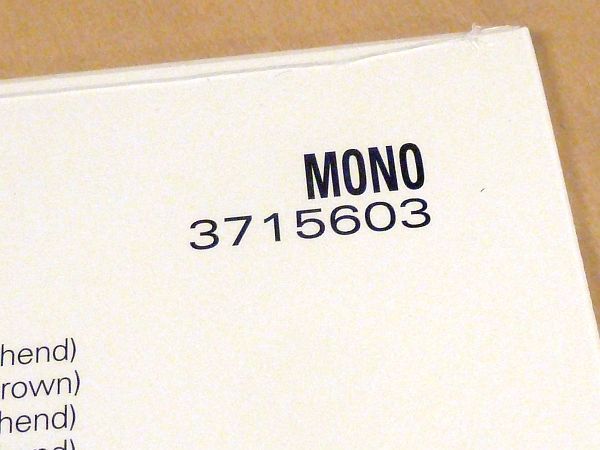 MONO
3715603
hend)
rown)
hend)